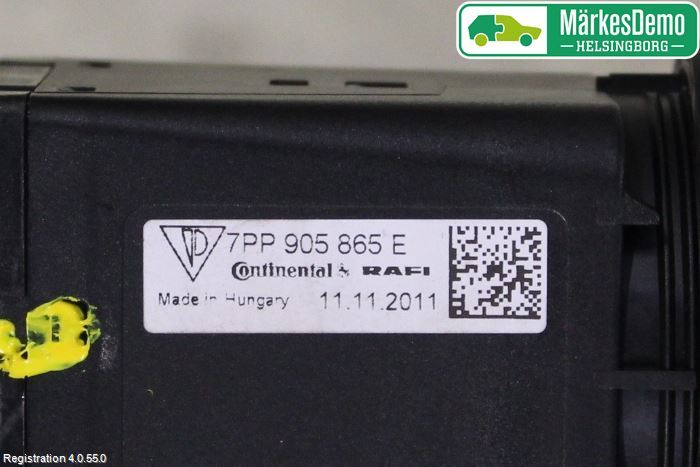 MärkesDemo
HELSINGBORG
7PP 905 865 E
Continental & RAFI
Made in Hungary 11.11.2011
Registration 4.0.55.0